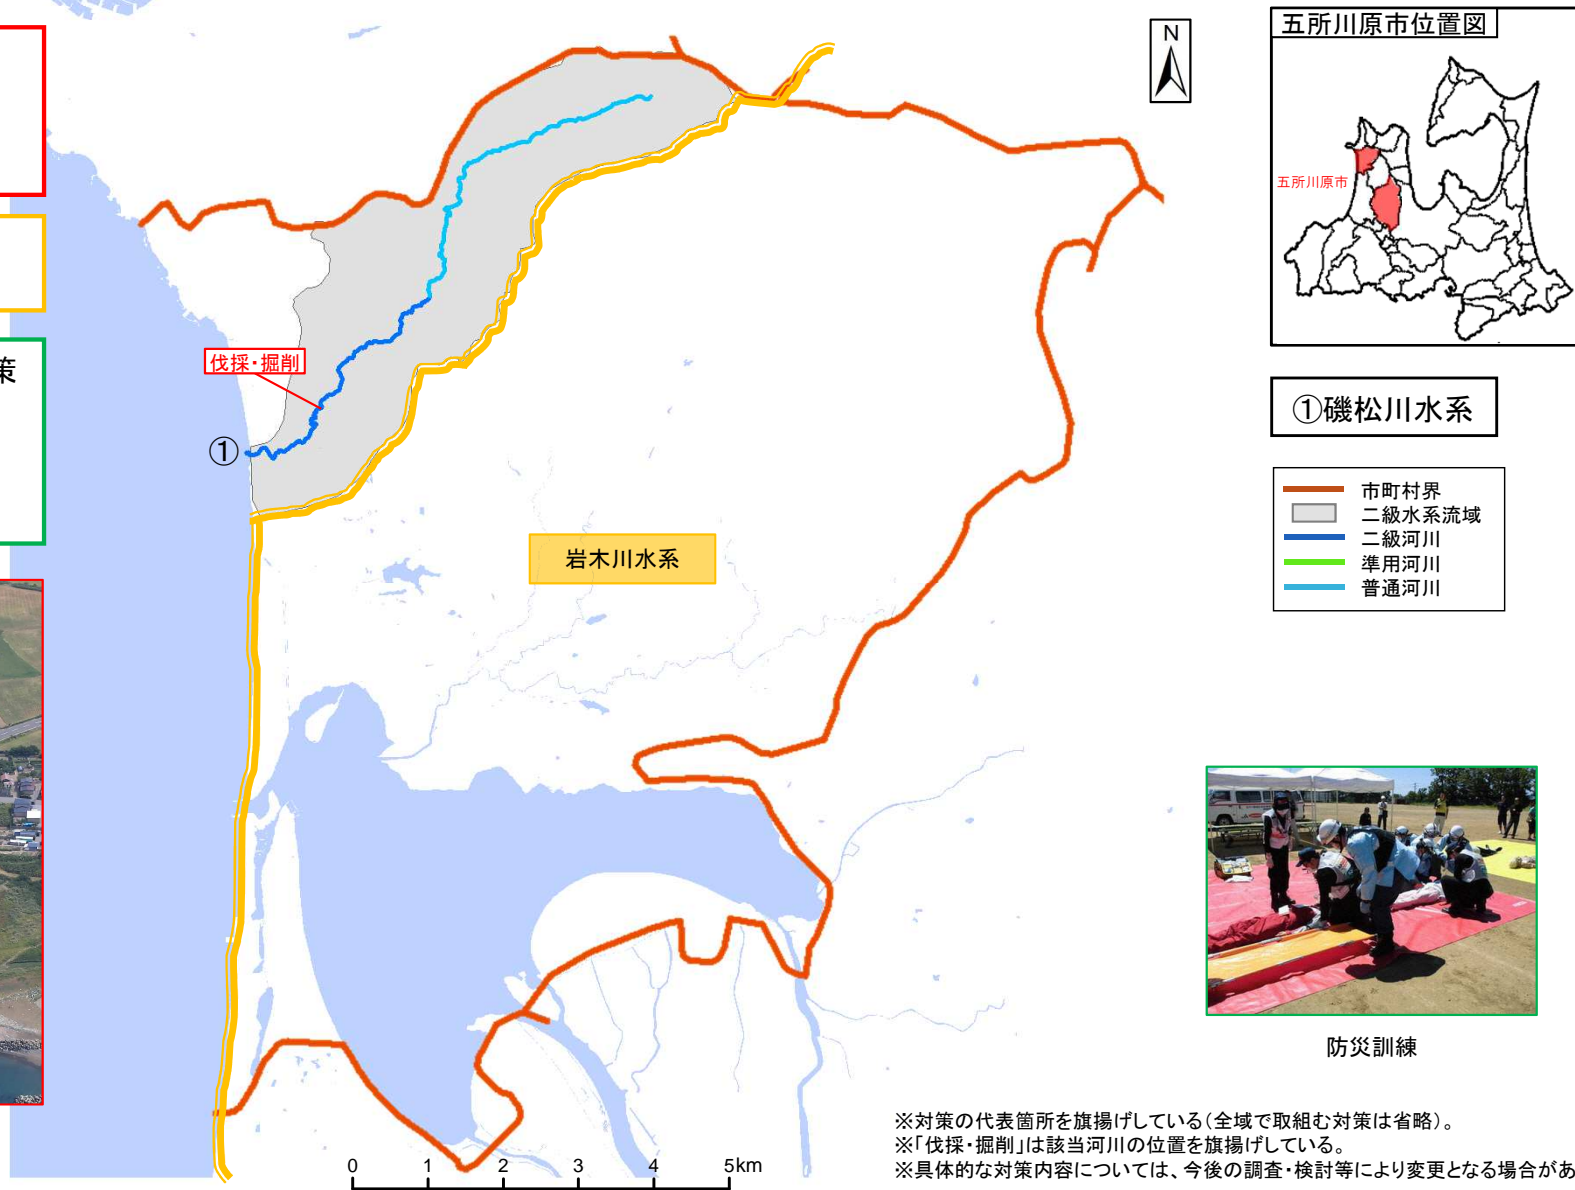 策
N
五所川原市位置図
五所川原市
伐採・掘削
①
①磯松川水系
市町村界
二級水系流域
二級河川
準用河川
普通河川
岩木川水系
防災訓練
0 1 2 3 4 5km
※対策の代表箇所を旗揚げしている(全域で取組む対策は省略)。
※「伐採・掘削」は該当河川の位置を旗揚げしている。
※具体的な対策内容については、今後の調査・検討等により変更となる場合があ